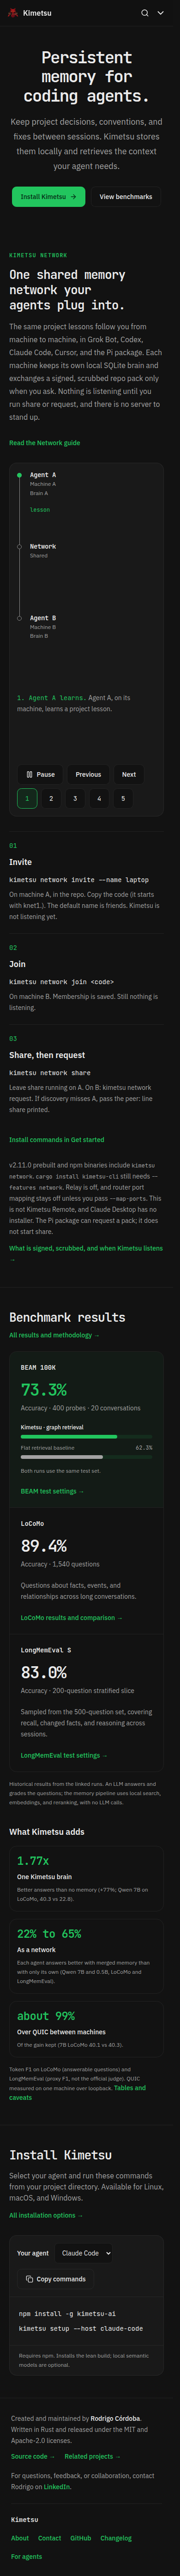 Kimetsu
Persistent
memory for
coding agents.
Keep project decisions, conventions, and
fixes between sessions. Kimetsu stores
them locally and retrieves the context
your agent needs.
Install Kimetsu →
View benchmarks
KIMETSU NETWORK
One shared memory
network your
agents plug into.
The same project lessons follow you from
machine to machine, in Grok Bot, Codex,
Claude Code, Cursor, and the Pi package. Each
machine keeps its own local SQLite brain and
exchanges a signed, scrubbed repo pack only
when you ask. Nothing is listening until you
run share or request, and there is no server to
stand up.
Read the Network guide
Agent A
Machine A
Brain A
lesson
Network
Shared
Agent B
Machine B
Brain B
1. Agent A learns. Agent A, on its
machine, learns a project lesson.
Pause
Previous
Next
1
2
3
4
5
01
Invite
kimetsu network invite --name laptop
On machine A, in the repo. Copy the code (it starts
with knet1.). The default name is friends. Kimetsu is
not listening yet.
02
Join
kimetsu network join <code>
On machine B. Membership is saved. Still nothing is
listening.
03
Share, then request
kimetsu network share
Leave share running on A. On B: kimetsu network
request. If discovery misses A, pass the peer: line
share printed.
Install commands in Get started
v2.11.0 prebuilt and npm binaries include kimetsu
network. cargo install kimetsu-cli still needs --
features network. Relay is off, and router port
mapping stays off unless you pass --map-ports. This
is not Kimetsu Remote, and Claude Desktop has no
installer. The Pi package can request a pack; it does
not start share.
What is signed, scrubbed, and when Kimetsu listens
→
Benchmark results
All results and methodology →
BEAM 100K
73.3%
Accuracy · 400 probes · 20 conversations
Kimetsu · graph retrieval
Flat retrieval baseline
62.3%
Both runs use the same test set.
BEAM test settings →
LoCoMo
89.4%
Accuracy · 1,540 questions
Questions about facts, events, and
relationships across long conversations.
LoCoMo results and comparison →
LongMemEval S
83.0%
Accuracy · 200-question stratified slice
Sampled from the 500-question set, covering
recall, changed facts, and reasoning across
sessions.
LongMemEval test settings →
Historical results from the linked runs. An LLM answers and
grades the questions; the memory pipeline uses local search,
embeddings, and reranking, with no LLM calls.
What Kimetsu adds
1.77x
One Kimetsu brain
Better answers than no memory (+77%; Qwen 7B on
LoCoMo, 40.3 vs 22.8).
22% to 65%
As a network
Each agent answers better with merged memory than
with only its own (Qwen 7B and 0.5B, LoCoMo and
LongMemEval).
about 99%
Over QUIC between machines
Of the gain kept (7B LoCoMo 40.1 vs 40.3).
Token F1 on LoCoMo (answerable questions) and
LongMemEval (proxy F1, not the official judge). QUIC
measured on one machine over loopback. Tables and
caveats
Install Kimetsu
Select your agent and run these commands
from your project directory. Available for Linux,
macOS, and Windows.
All installation options →
Your agent
Claude Code
Copy commands
npm install -g kimetsu-ai
kimetsu setup --host claude-code
Requires npm. Installs the lean build; local semantic
models are optional.
Created and maintained by Rodrigo Córdoba.
Written in Rust and released under the MIT and
Apache-2.0 licenses.
Source code →
Related projects →
For questions, feedback, or collaboration, contact
Rodrigo on LinkedIn.
Kimetsu
About
Contact
GitHub
Changelog
For agents